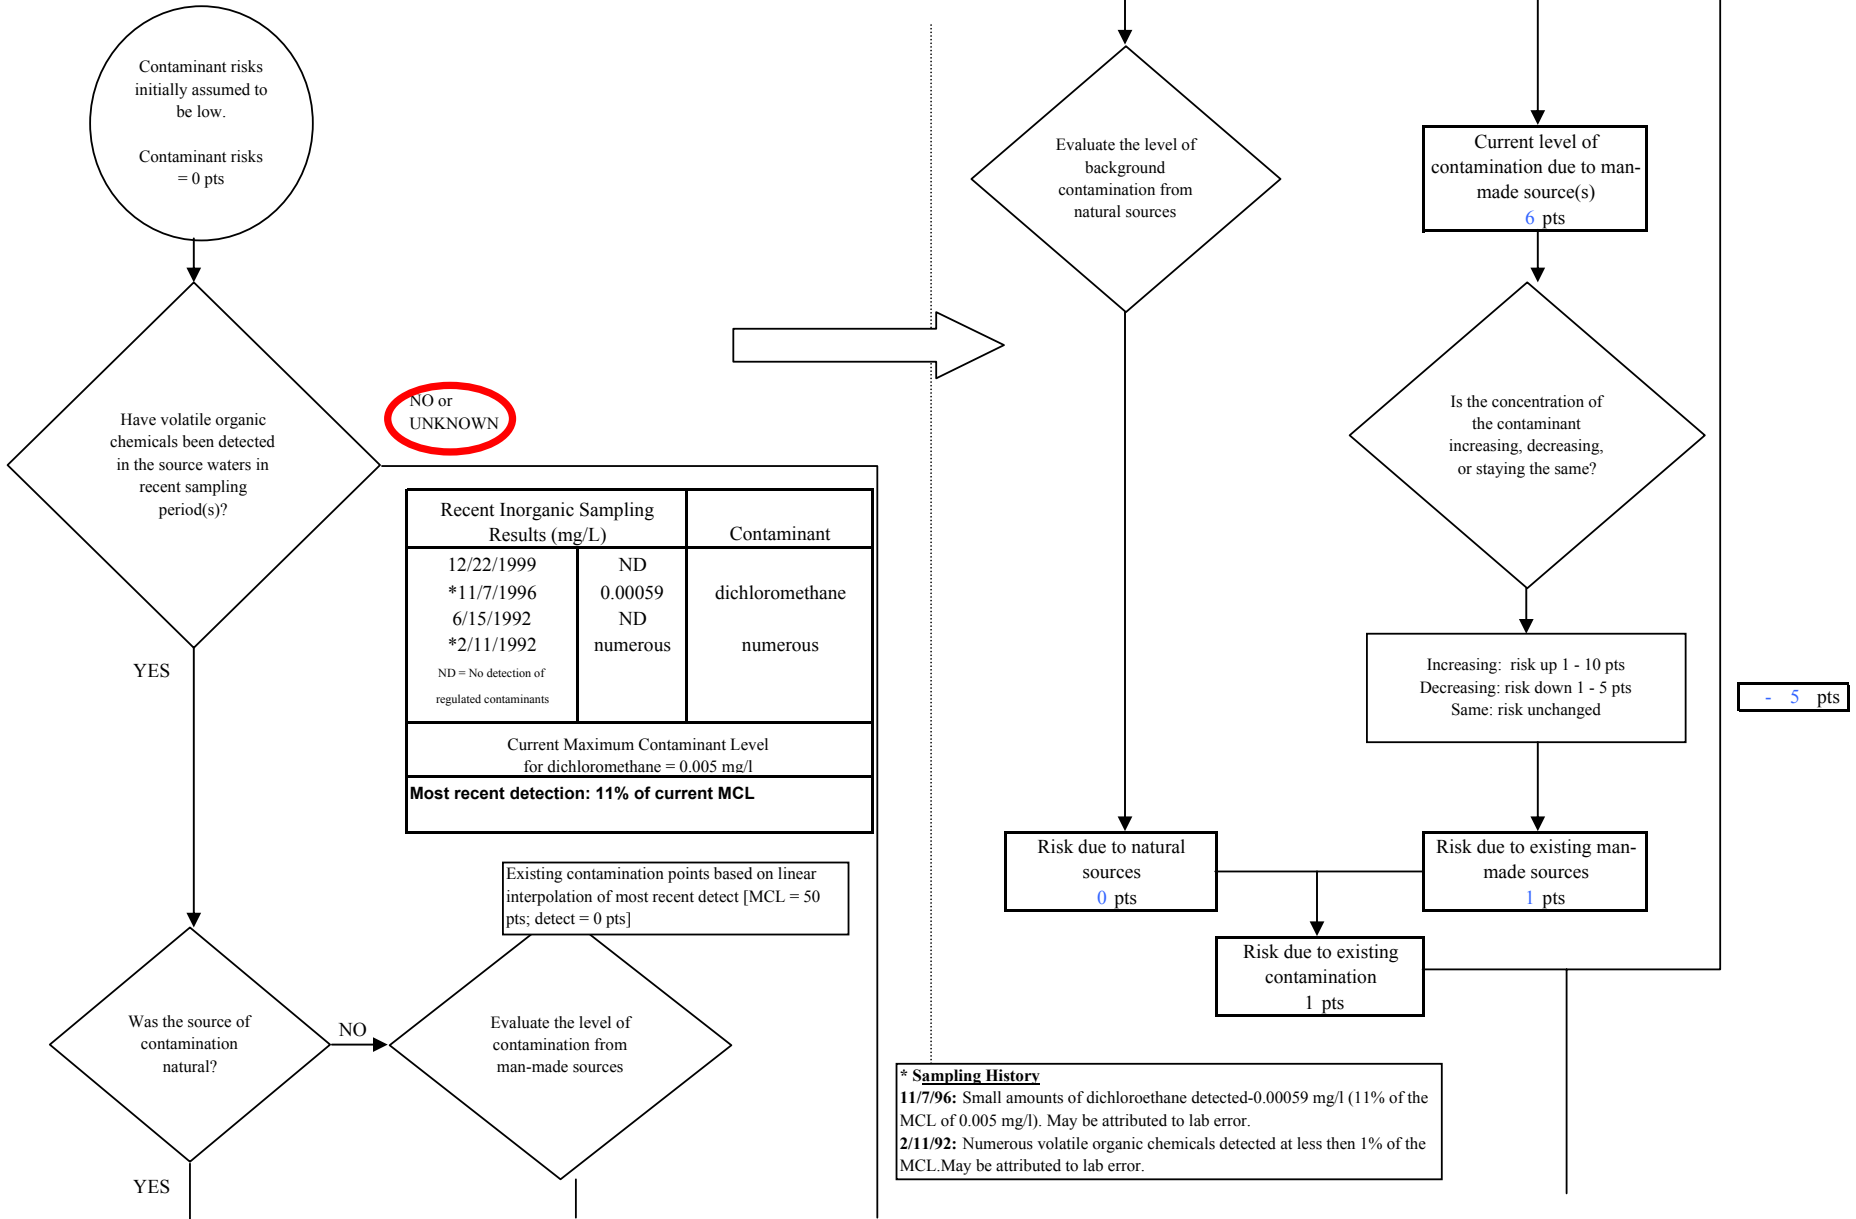 Contaminant risks
initially assumed to
be low.
Contaminant risks
= 0 pts
Have volatile organic
chemicals been detected
in the source waters in
recent sampling
period(s)?
NO or
UNKNOWN
YES
Recent Inorganic Sampling
Results (mg/L)
Contaminant
12/22/1999 ND
*11/7/1996 0.00059 dichloromethane
6/15/1992 ND
*2/11/1992 numerous numerous
ND = No detection of
regulated contaminants
Current Maximum Contaminant Level
for dichloromethane = 0.005 mg/l
Most recent detection: 11% of current MCL
Existing contamination points based on linear
interpolation of most recent detect [MCL = 50
pts; detect = 0 pts]
Was the source of
contamination
natural?
NO
Evaluate the level of
contamination from
man-made sources
YES
Evaluate the level of
background
contamination from
natural sources
Current level of
contamination due to man-
made source(s)
6 pts
Is the concentration of
the contaminant
increasing, decreasing,
or staying the same?
Increasing: risk up 1 - 10 pts
Decreasing: risk down 1 - 5 pts
Same: risk unchanged
- 5 pts
Risk due to natural
sources
0 pts
Risk due to existing man-
made sources
1 pts
Risk due to existing
contamination
1 pts
* Sampling History
11/7/96: Small amounts of dichloroethane detected-0.00059 mg/l (11% of the
MCL of 0.005 mg/l). May be attributed to lab error.
2/11/92: Numerous volatile organic chemicals detected at less then 1% of the
MCL.May be attributed to lab error.